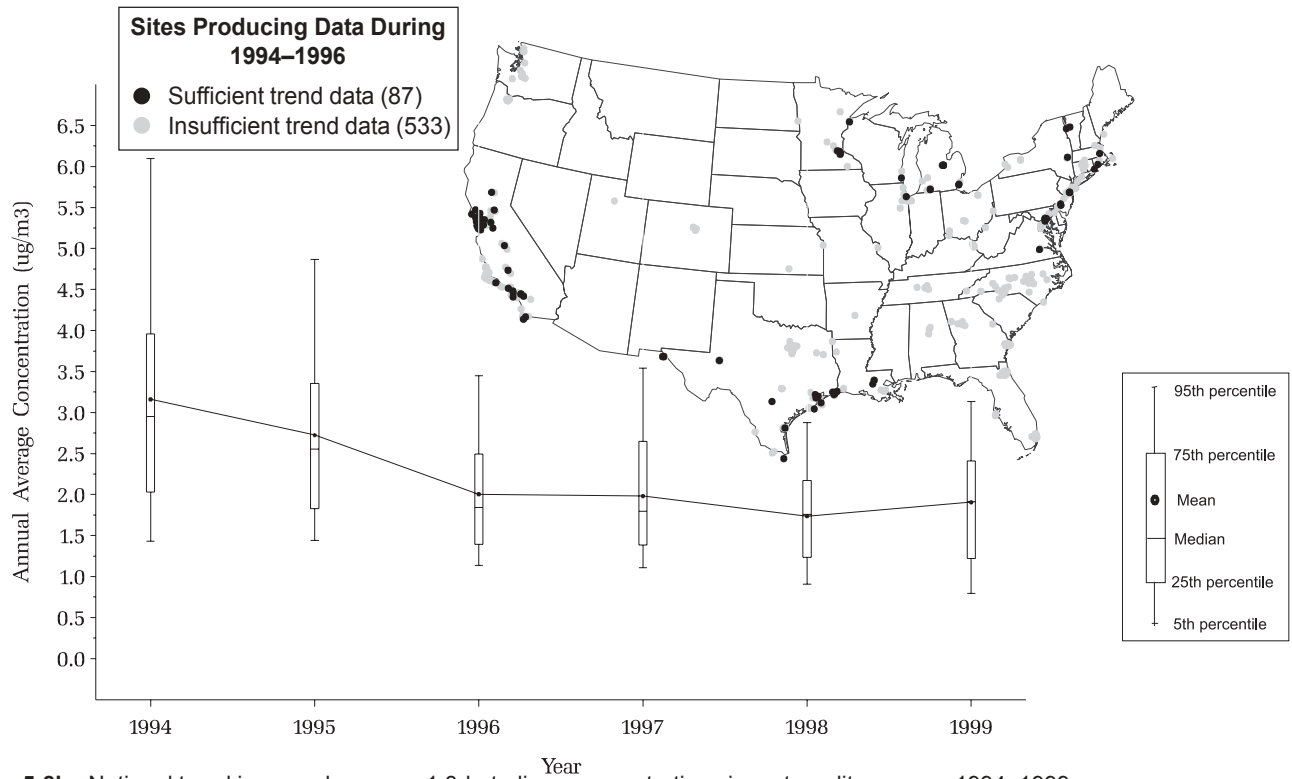 Sites Producing Data During
1994–1996
Sufficient trend data (87)
Insufficient trend data (533)
Annual Average Concentration (ug/m3)
6.5
6.0
5.5
5.0
4.5
4.0
3.5
3.0
2.5
2.0
1.5
1.0
0.5
0.0
95th percentile
75th percentile
Mean
Median
25th percentile
5th percentile
1994
1995
1996
1997
1998
1999
Year